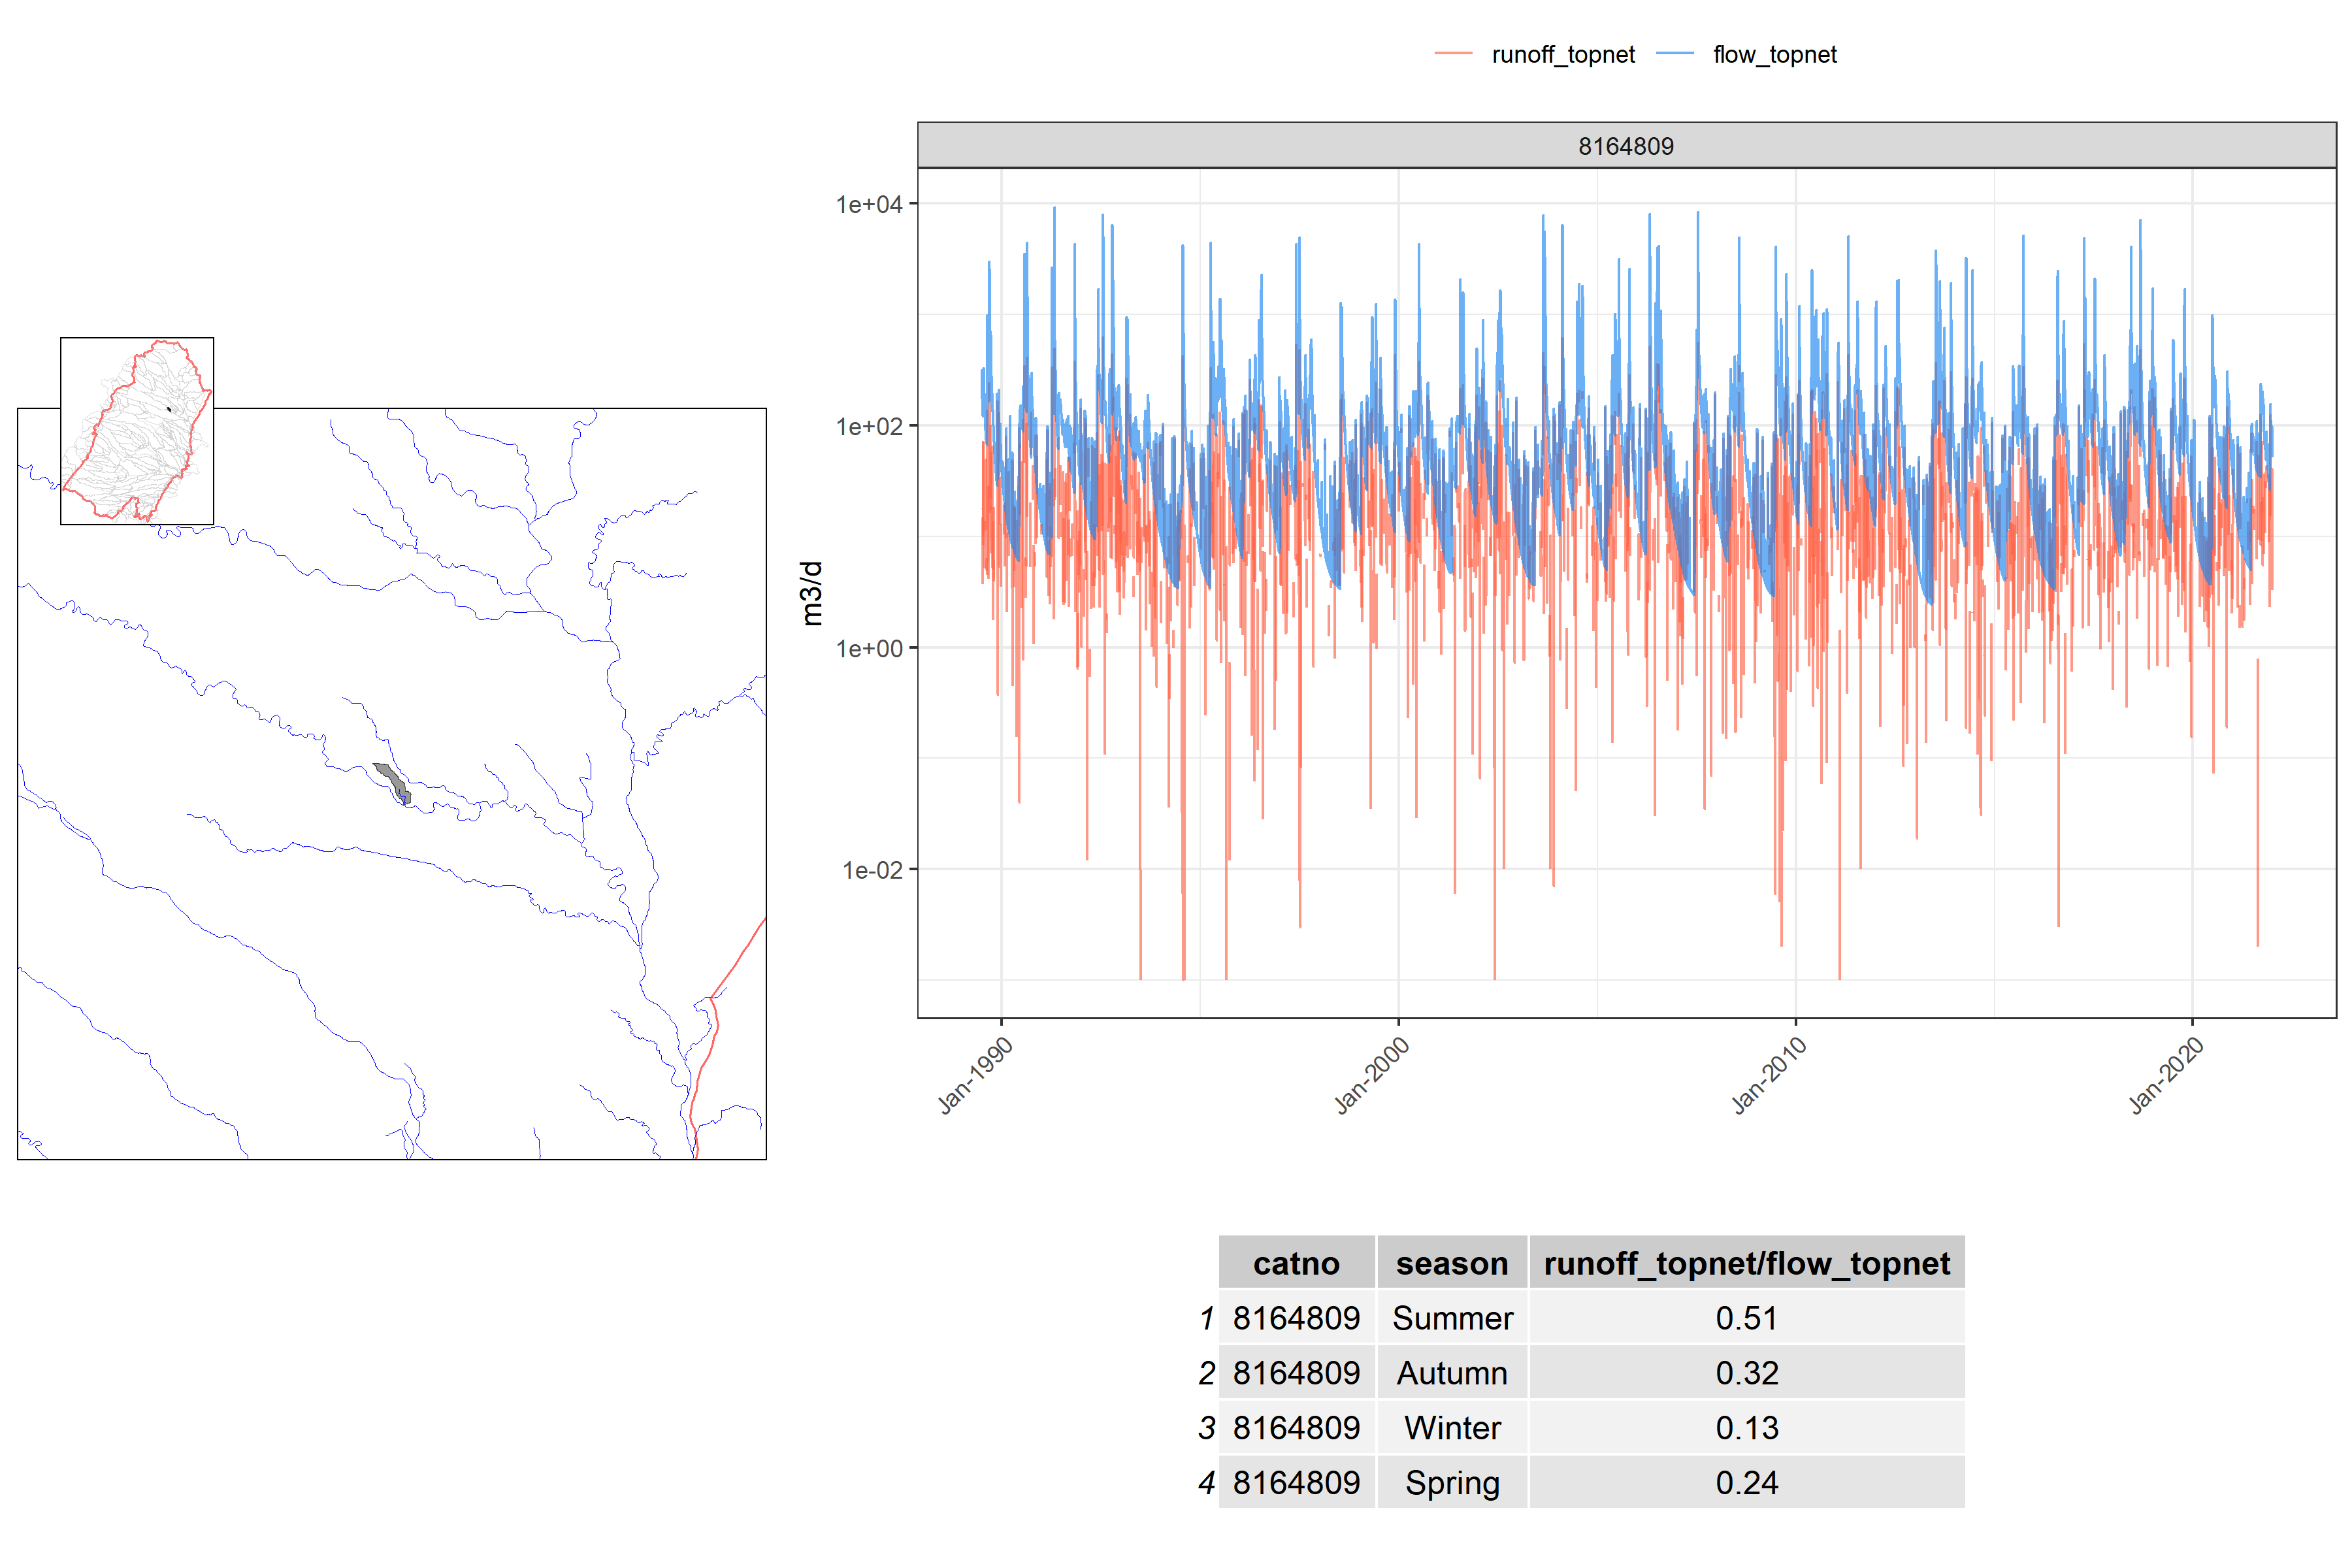 runoff_topnet flow_topnet
8164809
1e+04
1e+02
1e+00
1e-02
m3/d
Jan-1990 Jan-2000 Jan-2010 Jan-2020
catno season runoff_topnet/flow_topnet
1 8164809 Summer 0.51
2 8164809 Autumn 0.32
3 8164809 Winter 0.13
4 8164809 Spring 0.24